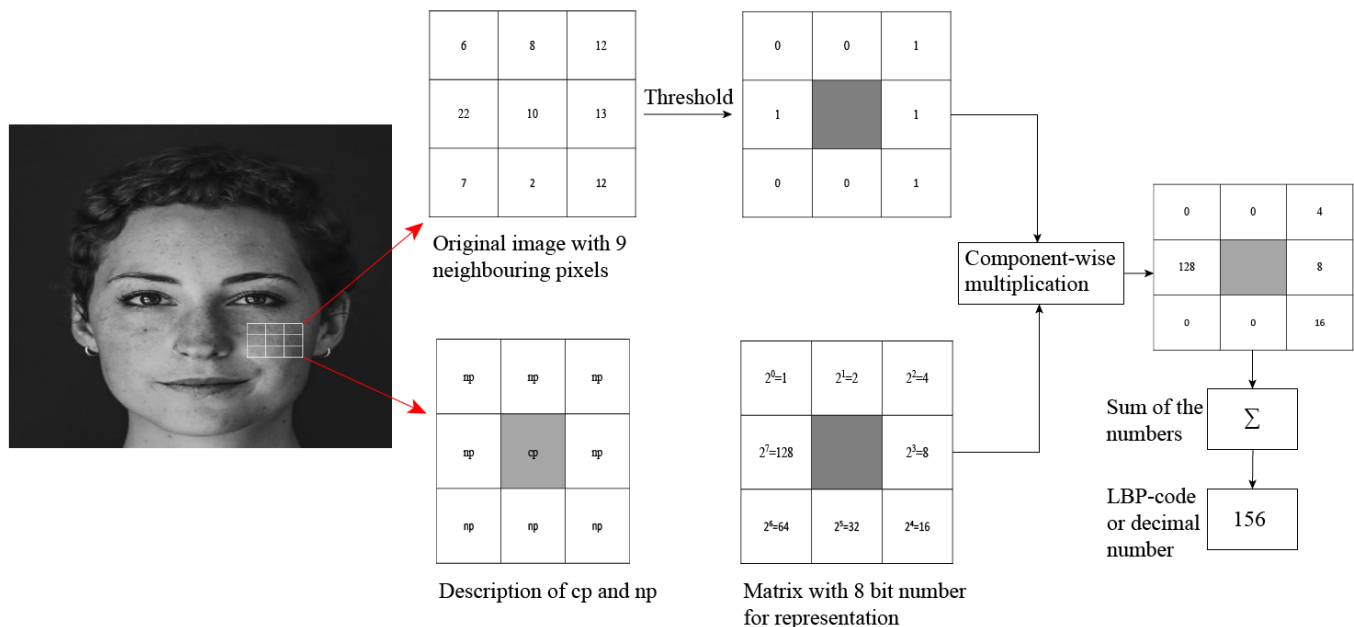 6 8 12
22 10 13
7 2 12
Original image with 9
neighbouring pixels
Threshold
0 0 1
1 1
0 0 1
np np np
np cp np
np np np
Description of cp and np
2⁰=1 2¹=2 2²=4
2⁷=128 2³=8
2⁶=64 2⁵=32 2⁴=16
Matrix with 8 bit number
for representation
Component-wise
multiplication
0 0 4
128 8
0 0 16
Sum of the
numbers
∑
LBP-code
or decimal
number
156